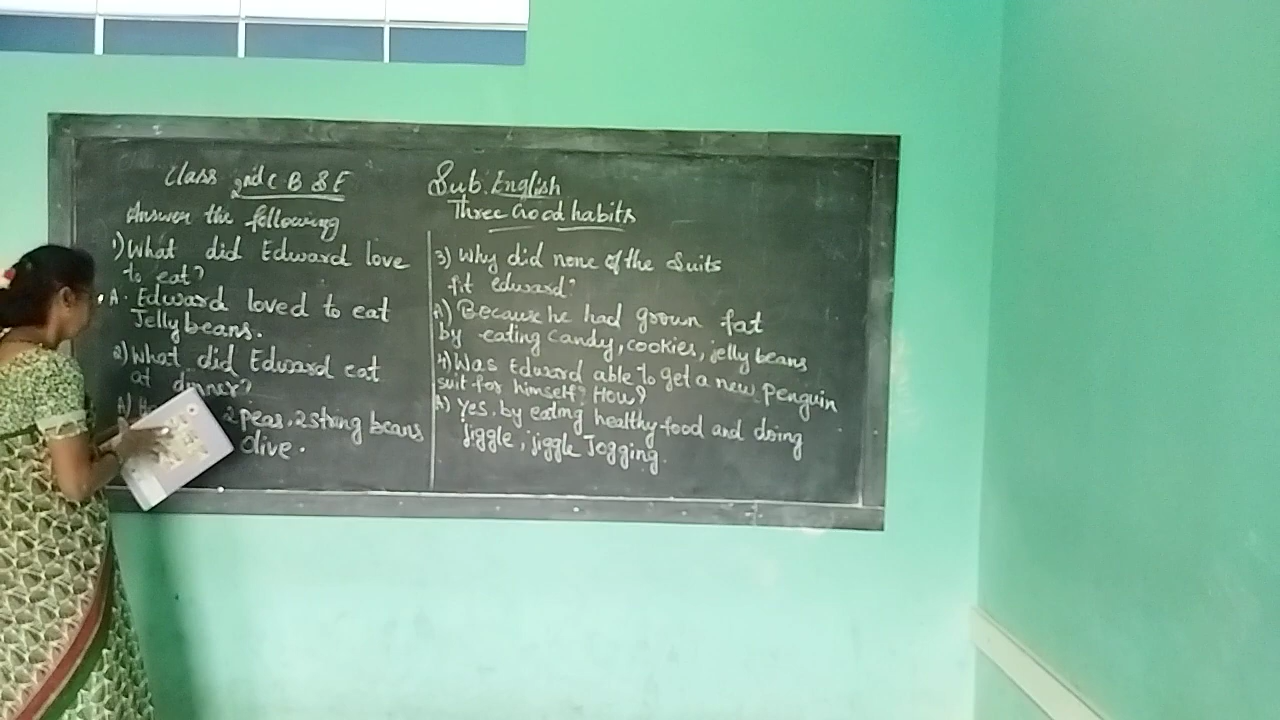 Class 2nd C B S E
Sub. English
Three Good habits
Answer the following
1) What did Edward love
to eat?
A. Edward loved to eat
Jelly beans.
2) What did Edward eat
at dinner?
A) 2 peas, 2 string beans
Olive.
3) Why did none of the Suits
fit edward?
A) Because he had grown fat
by eating candy, cookies, jelly beans
4) Was Edward able to get a new Penguin
suit for himself? How?
A) Yes, by eating healthy food and doing
jiggle, jiggle Jogging.